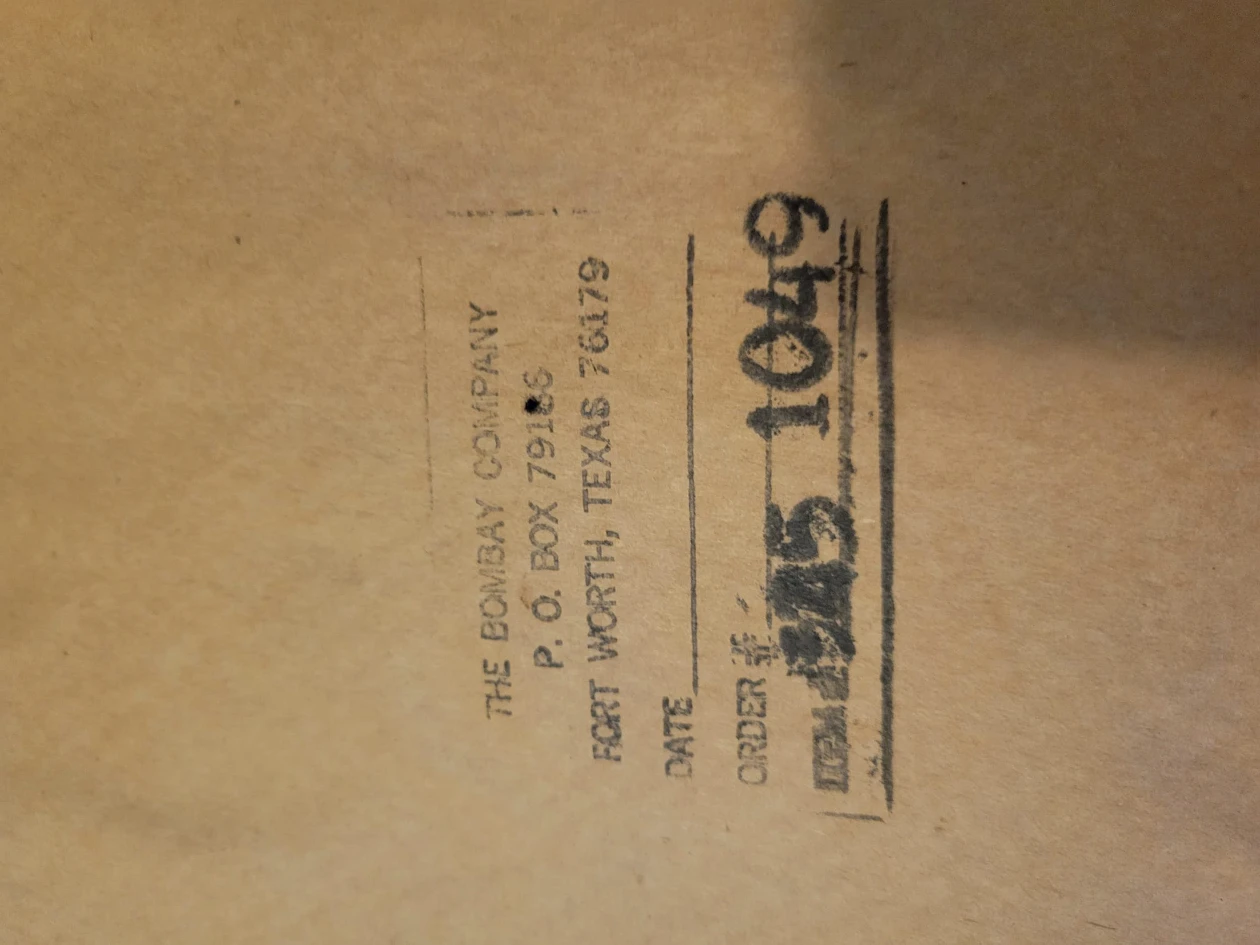 THE BOMBAY COMPANY
P. O. BOX
FORT WORTH, TEXAS 76179
DATE
ORDER #
1049